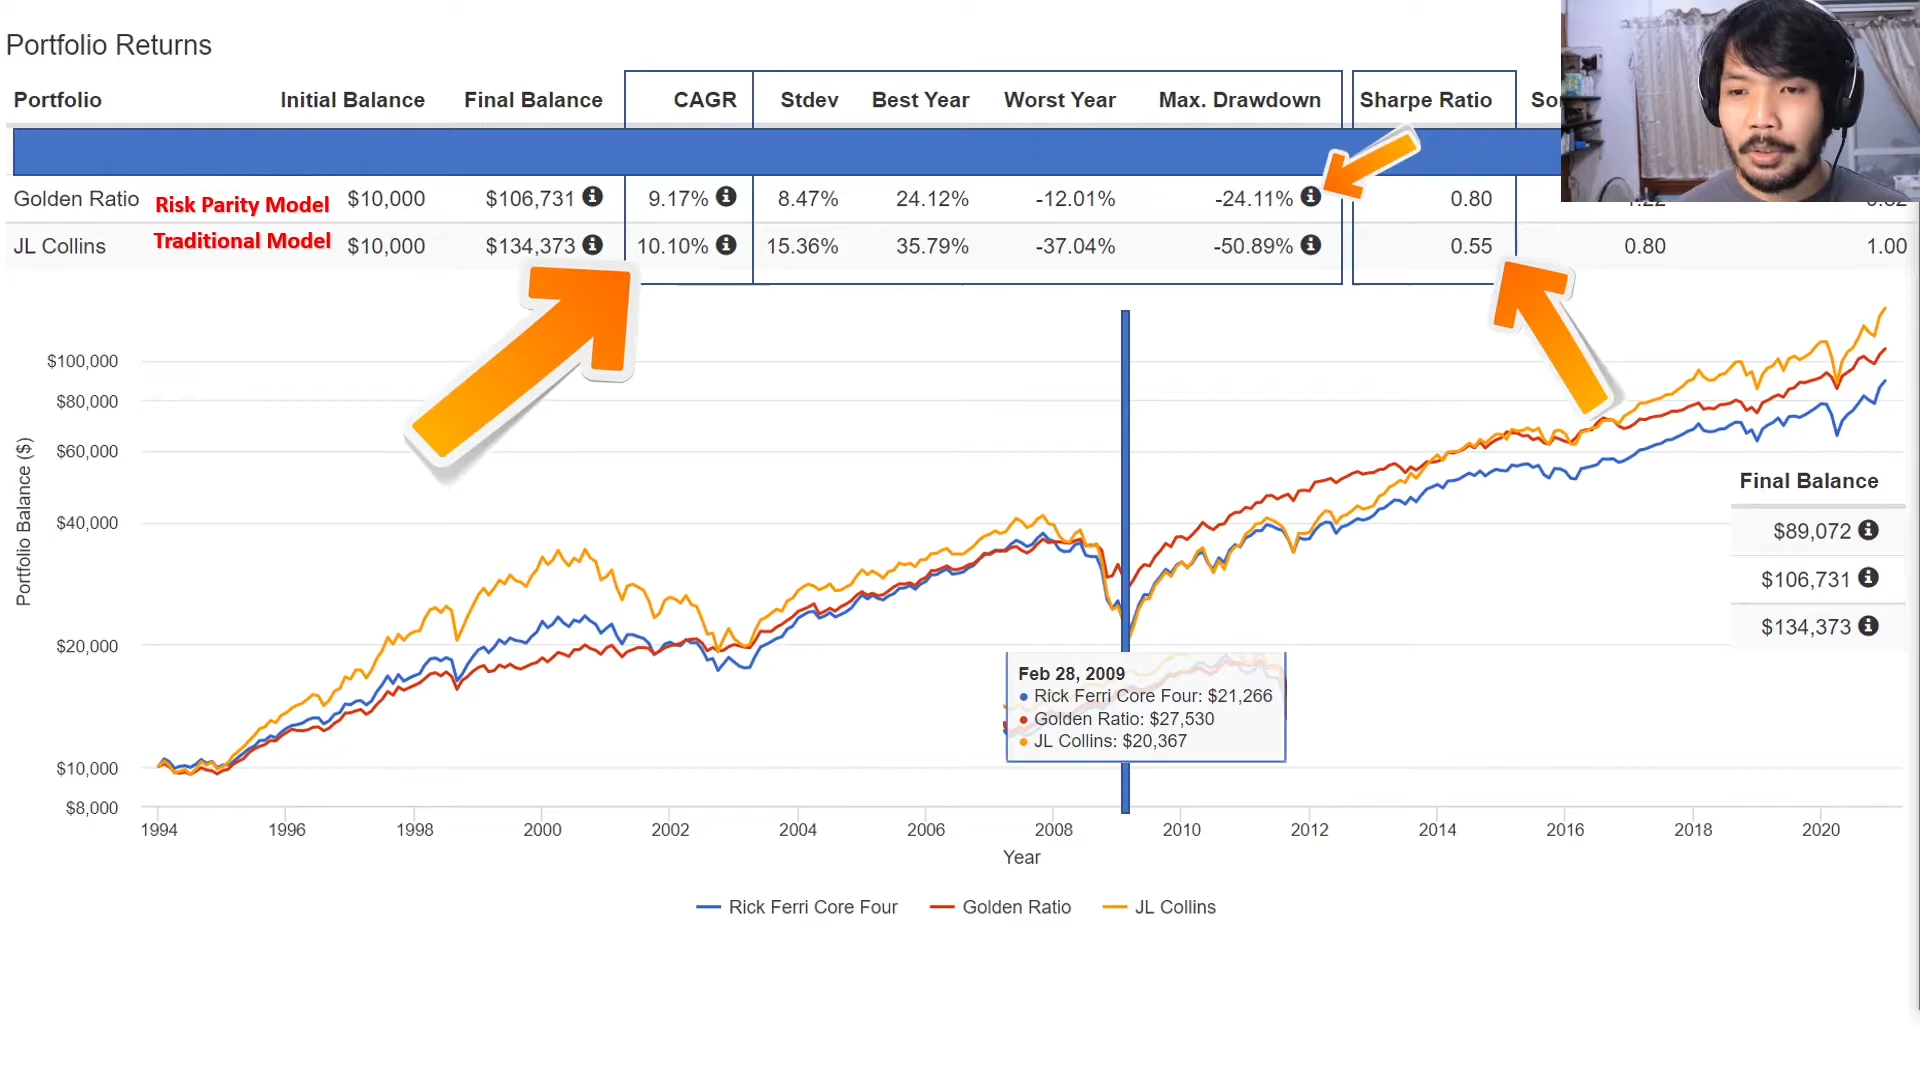 Portfolio Returns
Portfolio Initial Balance Final Balance CAGR Stdev Best Year Worst Year Max. Drawdown Sharpe Ratio
Golden Ratio Risk Parity Model $10,000 $106,731 9.17% 8.47% 24.12% -12.01% -24.11% 0.80
JL Collins Traditional Model $10,000 $134,373 10.10% 15.36% 35.79% -37.04% -50.89% 0.55 0.80 1.00
Portfolio Balance ($)
$100,000
$80,000
$60,000
$40,000
$20,000
$10,000
$8,000
Final Balance
$89,072
$106,731
$134,373
Feb 28, 2009
Rick Ferri Core Four: $21,266
Golden Ratio: $27,530
JL Collins: $20,367
1994 1996 1998 2000 2002 2004 2006 2008 2010 2012 2014 2016 2018 2020
Year
Rick Ferri Core Four Golden Ratio JL Collins